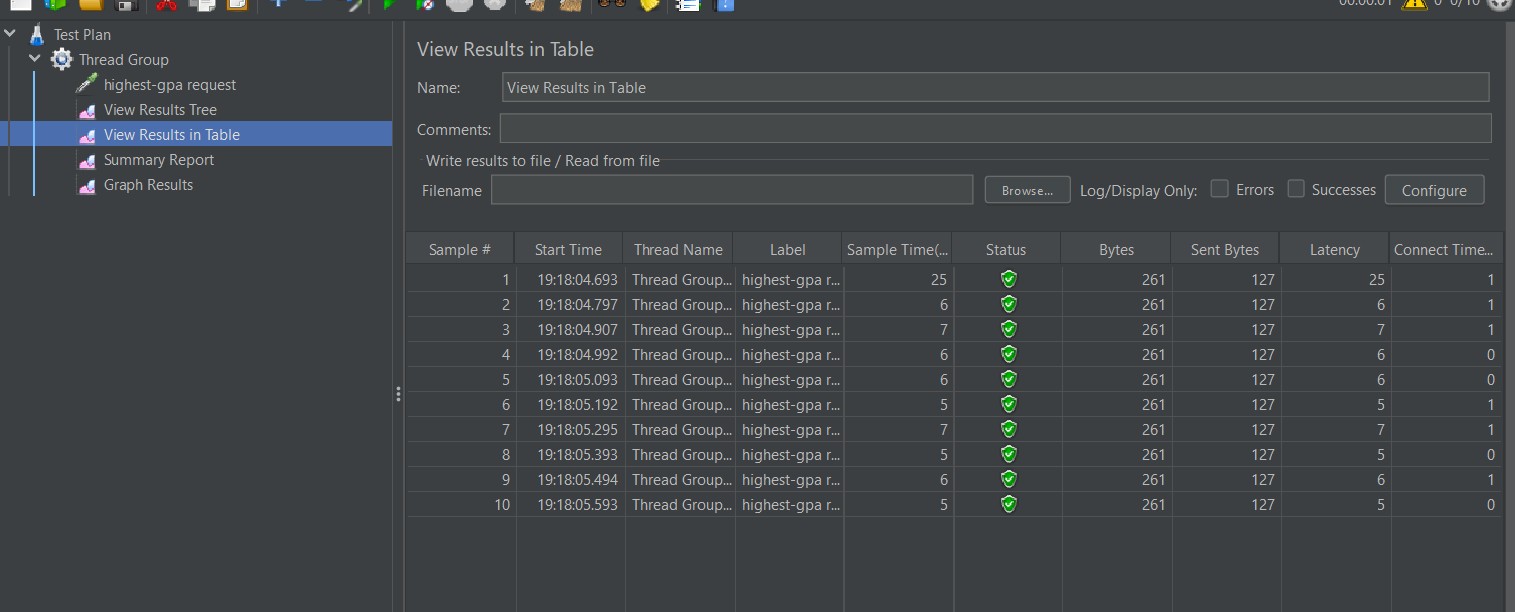 0 0/10
Test Plan
Thread Group
highest-gpa request
View Results Tree
View Results in Table
Summary Report
Graph Results
View Results in Table
Name: View Results in Table
Comments:
Write results to file / Read from file
Filename Browse... Log/Display Only: Errors Successes Configure
Sample # Start Time Thread Name Label Sample Time(... Status Bytes Sent Bytes Latency Connect Time...
1 19:18:04.693 Thread Group... highest-gpa r... 25 261 127 25 1
2 19:18:04.797 Thread Group... highest-gpa r... 6 261 127 6 1
3 19:18:04.907 Thread Group... highest-gpa r... 7 261 127 7 1
4 19:18:04.992 Thread Group... highest-gpa r... 6 261 127 6 0
5 19:18:05.093 Thread Group... highest-gpa r... 6 261 127 6 0
6 19:18:05.192 Thread Group... highest-gpa r... 5 261 127 5 1
7 19:18:05.295 Thread Group... highest-gpa r... 7 261 127 7 1
8 19:18:05.393 Thread Group... highest-gpa r... 5 261 127 5 0
9 19:18:05.494 Thread Group... highest-gpa r... 6 261 127 6 1
10 19:18:05.593 Thread Group... highest-gpa r... 5 261 127 5 0